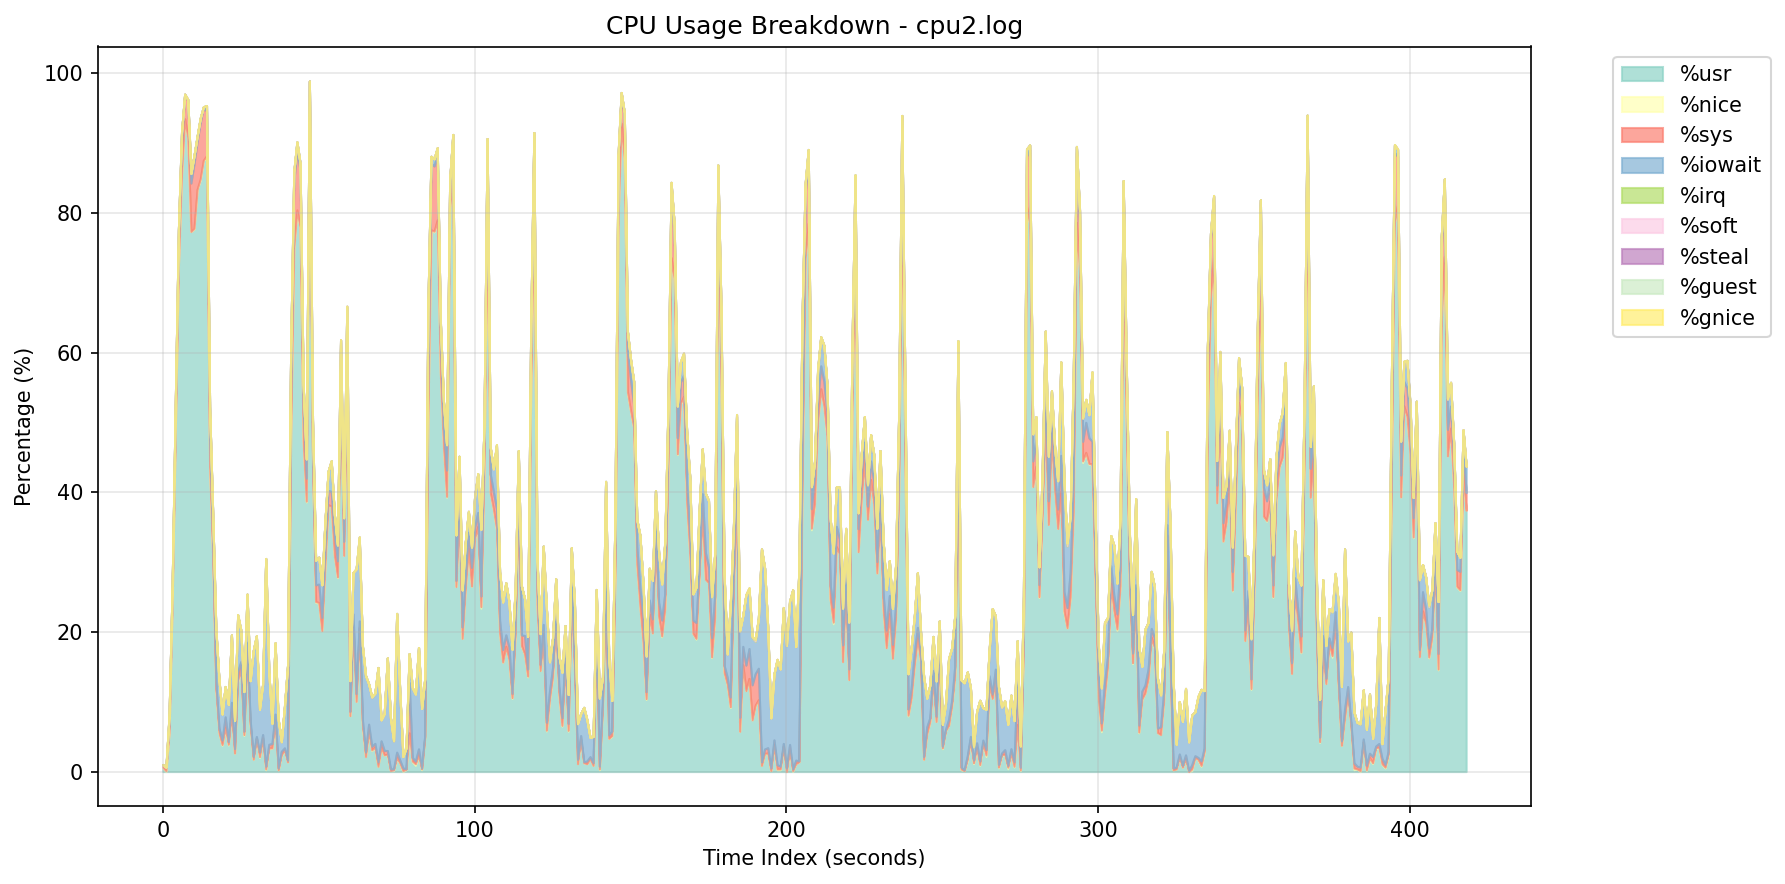 CPU Usage Breakdown - cpu2.log
100
80
60
40
20
0
Percentage (%)
0 100 200 300 400
Time Index (seconds)
%usr
%nice
%sys
%iowait
%irq
%soft
%steal
%guest
%gnice